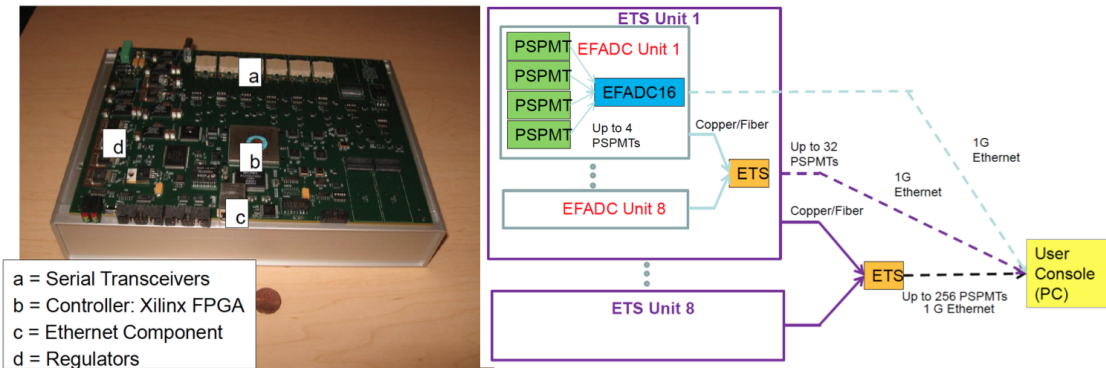 a
b
c
d
a = Serial Transceivers
b = Controller: Xilinx FPGA
c = Ethernet Component
d = Regulators
ETS Unit 1
EFADC Unit 1
PSPMT
PSPMT
PSPMT
PSPMT
EFADC16
Up to 4
PSPMTs
Copper/Fiber
ETS
EFADC Unit 8
Up to 32
PSPMTs
1G
Ethernet
1G
Ethernet
Copper/Fiber
ETS
Up to 256 PSPMTs
1 G Ethernet
User
Console
(PC)
ETS Unit 8